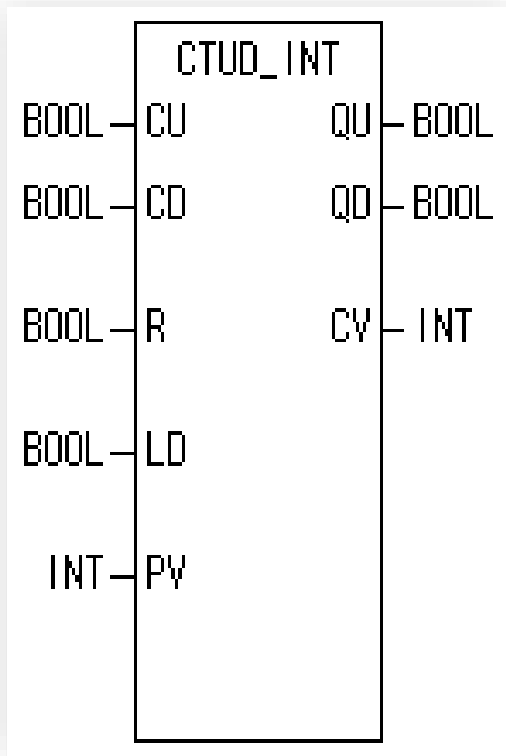 CTUD_INT
BOOL CU QU BOOL
BOOL CD QD BOOL
BOOL R CV INT
BOOL LD
INT PV